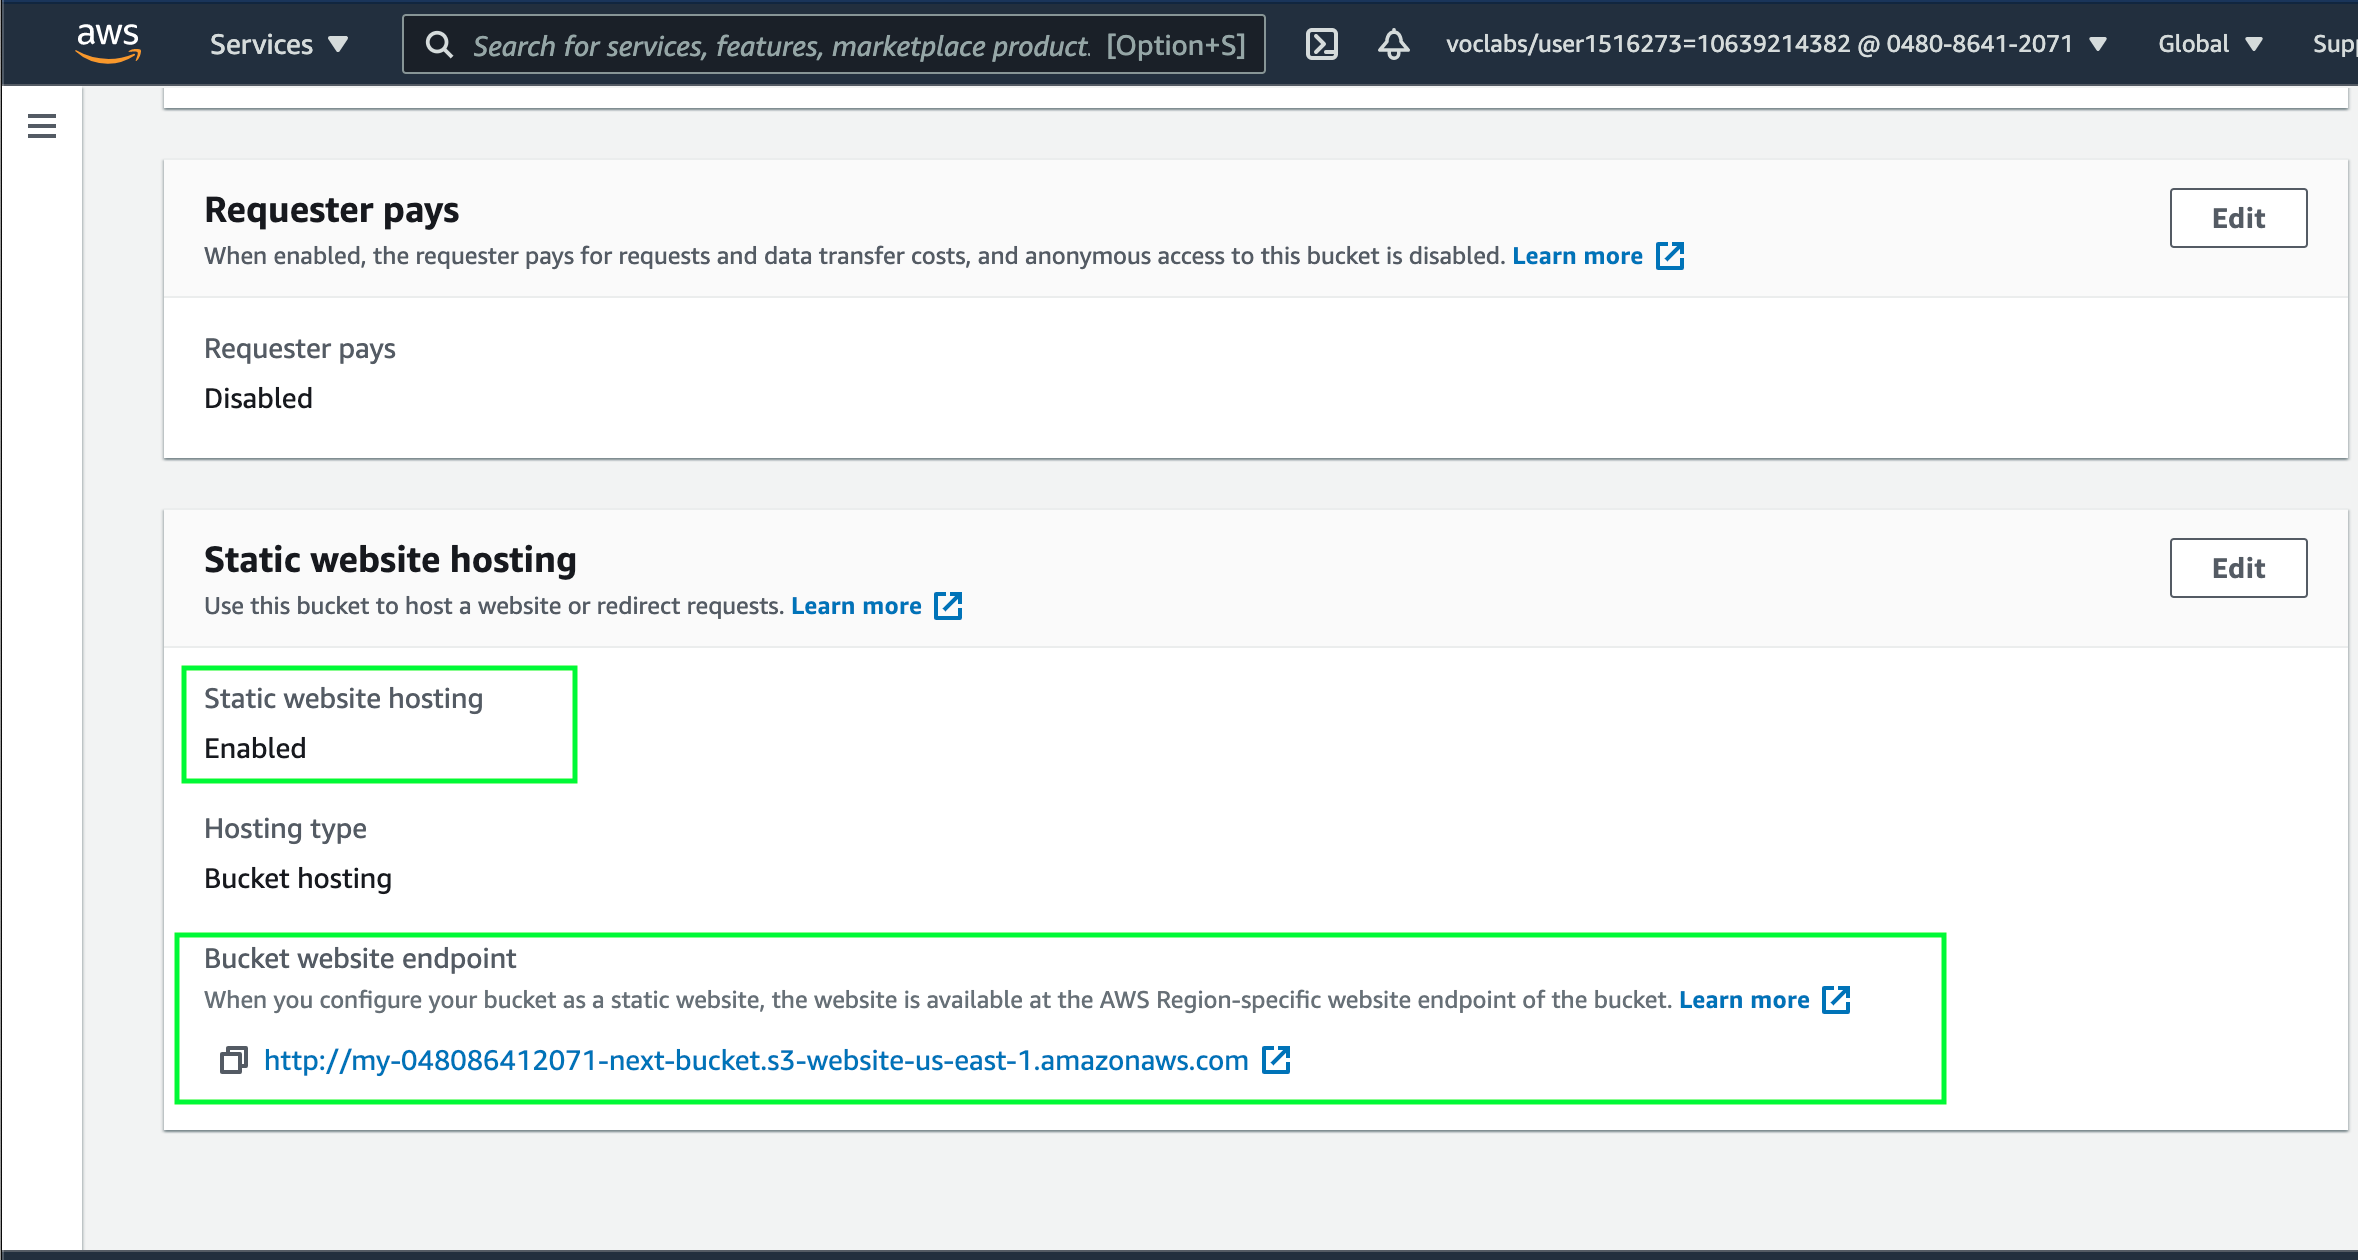 aws Services Search for services, features, marketplace product. [Option+S] voclabs/user1516273=10639214382 @ 0480-8641-2071 Global Supp
Requester pays
Edit
When enabled, the requester pays for requests and data transfer costs, and anonymous access to this bucket is disabled. Learn more
Requester pays
Disabled
Static website hosting
Edit
Use this bucket to host a website or redirect requests. Learn more
Static website hosting
Enabled
Hosting type
Bucket hosting
Bucket website endpoint
When you configure your bucket as a static website, the website is available at the AWS Region-specific website endpoint of the bucket. Learn more
http://my-048086412071-next-bucket.s3-website-us-east-1.amazonaws.com